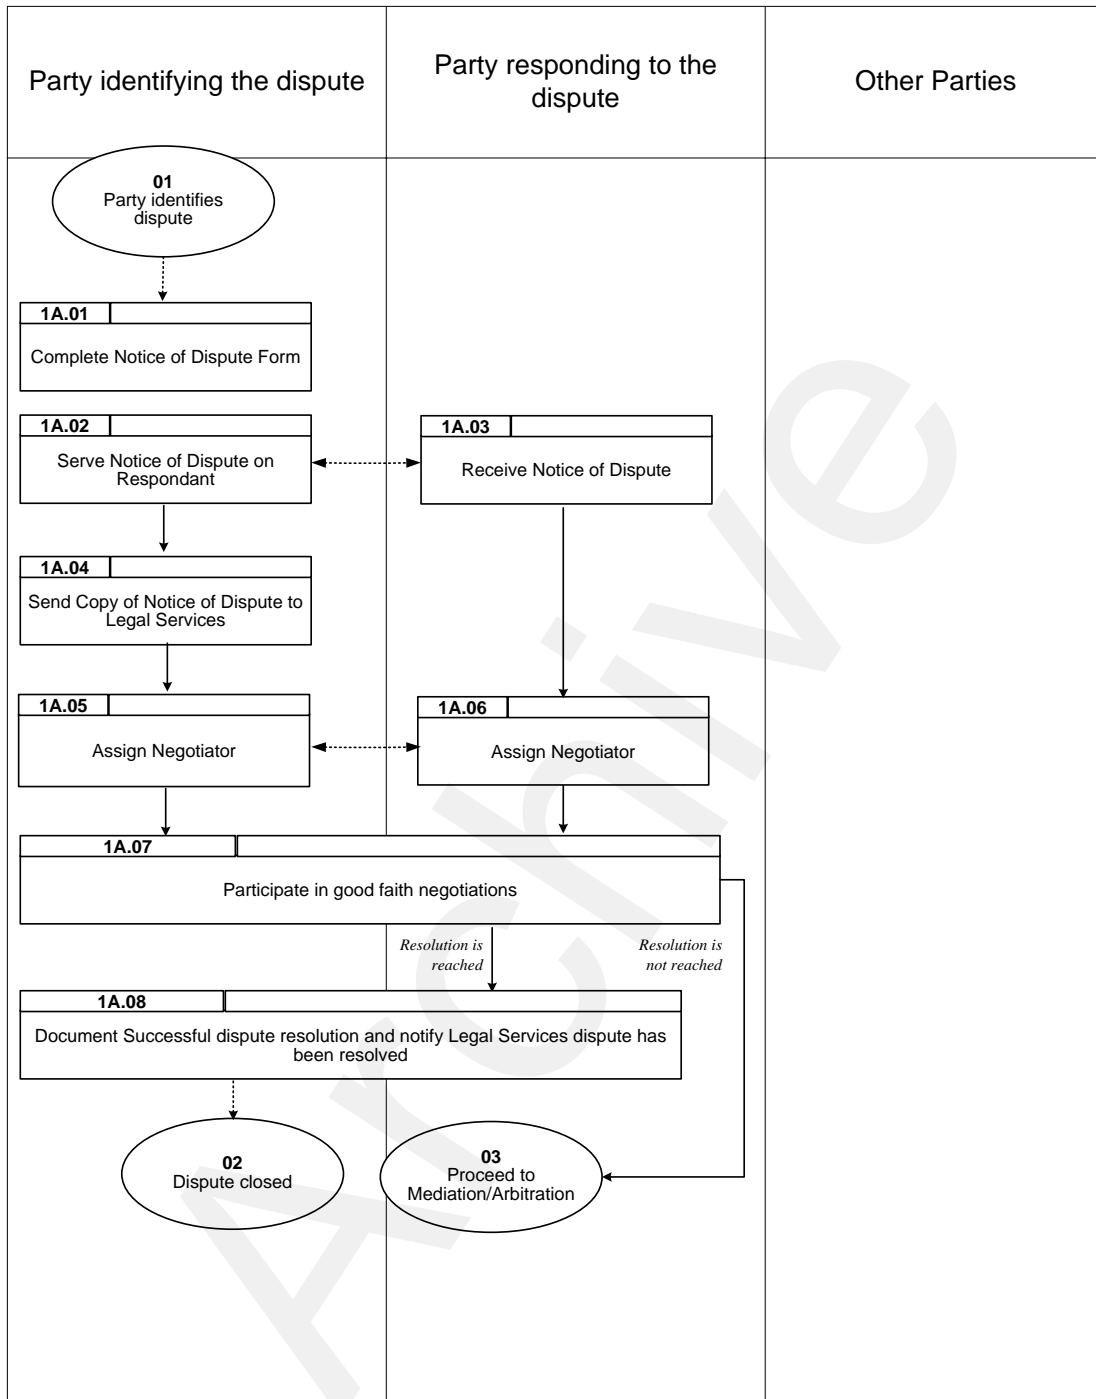 Party identifying the dispute
Party responding to the
dispute
Other Parties
01
Party identifies
dispute
1A.01
Complete Notice of Dispute Form
1A.02
Serve Notice of Dispute on
Respondant
1A.03
Receive Notice of Dispute
1A.04
Send Copy of Notice of Dispute to
Legal Services
1A.05
Assign Negotiator
1A.06
Assign Negotiator
1A.07
Participate in good faith negotiations
Resolution is
reached
Resolution is
not reached
1A.08
Document Successful dispute resolution and notify Legal Services dispute has
been resolved
02
Dispute closed
03
Proceed to
Mediation/Arbitration
Archive